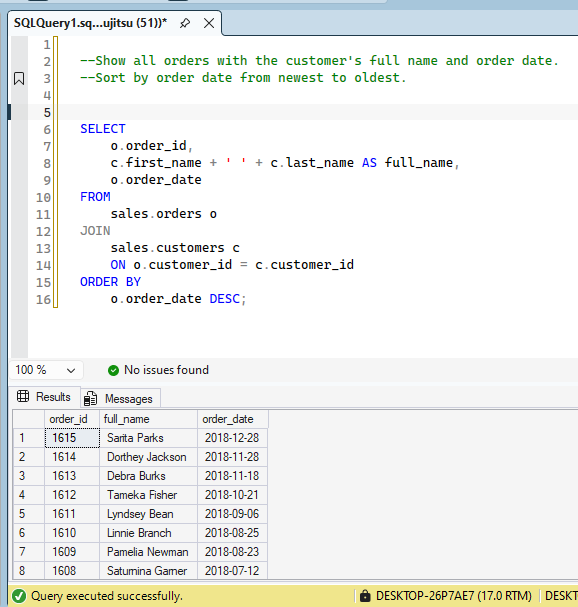 SQLQuery1.sq...ujitsu (51))*
1
2 --Show all orders with the customer's full name and order date.
3 --Sort by order date from newest to oldest.
4
5
6 SELECT
7 o.order_id,
8 c.first_name + ' ' + c.last_name AS full_name,
9 o.order_date
10 FROM
11 sales.orders o
12 JOIN
13 sales.customers c
14 ON o.customer_id = c.customer_id
15 ORDER BY
16 o.order_date DESC;
100 % No issues found
Results Messages
order_id full_name order_date
1 1615 Sarita Parks 2018-12-28
2 1614 Dorthey Jackson 2018-11-28
3 1613 Debra Burks 2018-11-18
4 1612 Tameka Fisher 2018-10-21
5 1611 Lyndsey Bean 2018-09-06
6 1610 Linnie Branch 2018-08-25
7 1609 Pamelia Newman 2018-08-23
8 1608 Saturnina Garner 2018-07-12
Query executed successfully. DESKTOP-26P7AE7 (17.0 RTM) DESKT